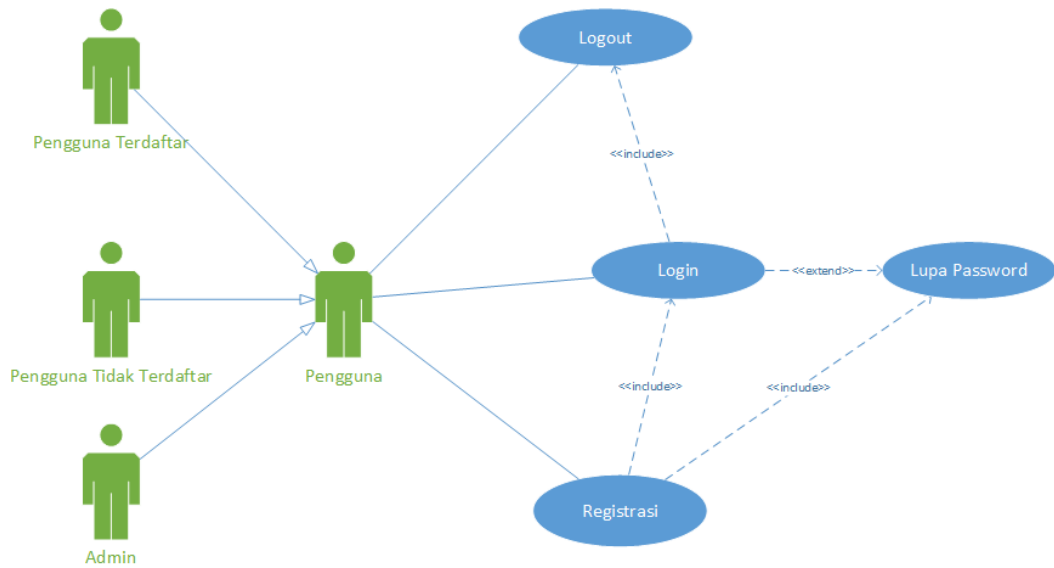 Logout
Pengguna Terdaftar
<<include>>
Login
<<extend>>
Lupa Password
Pengguna Tidak Terdaftar
Pengguna
<<include>>
<<include>>
Registrasi
Admin